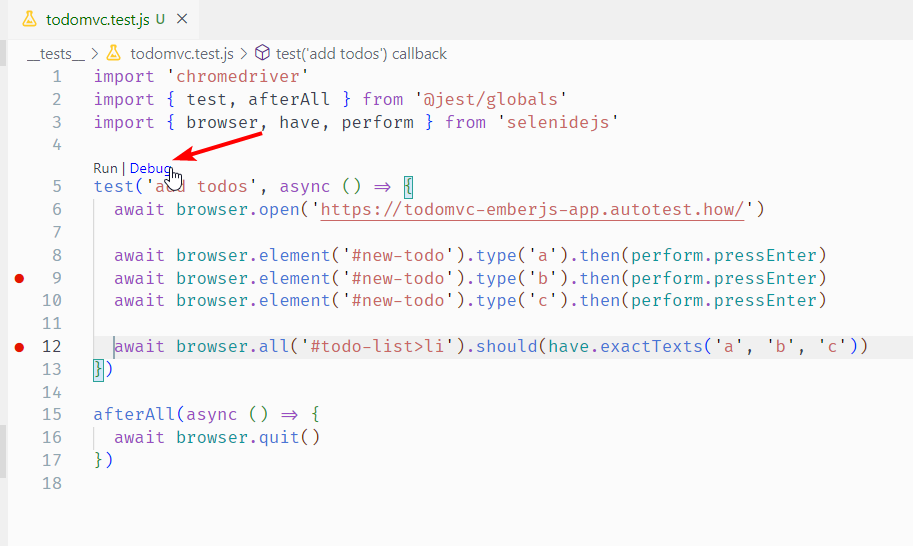 todomvc.test.js U ×
__tests__ > todomvc.test.js > test('add todos') callback
1 import 'chromedriver'
2 import { test, afterAll } from '@jest/globals'
3 import { browser, have, perform } from 'selenidejs'
4
Run | Debug
5 test('add todos', async () => {
6 await browser.open('https://todomvc-emberjs-app.autotest.how/')
7
8 await browser.element('#new-todo').type('a').then(perform.pressEnter)
9 await browser.element('#new-todo').type('b').then(perform.pressEnter)
10 await browser.element('#new-todo').type('c').then(perform.pressEnter)
11
12 await browser.all('#todo-list>li').should(have.exactTexts('a', 'b', 'c'))
13 })
14
15 afterAll(async () => {
16 await browser.quit()
17 })
18